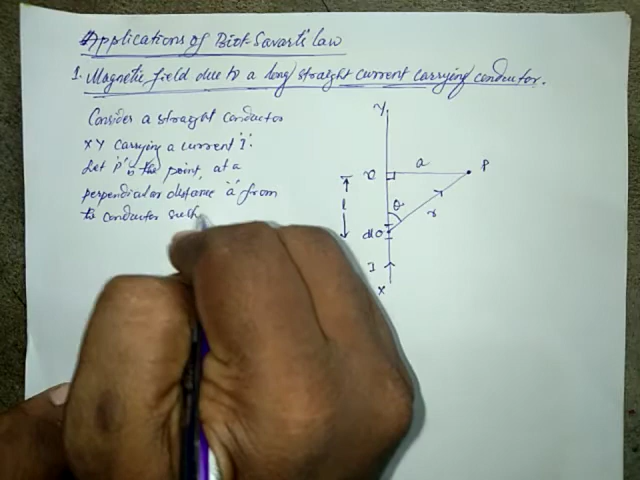 Applications of Biot-Savart's law
1. Magnetic field due to a long straight current carrying conductor.
Consider a straight conductor
XY carrying a current 'I'.
Let 'P' is the point, at a
perpendicular distance 'a' from
the conductor such
Y
O
a
P
l
θ
r
dl
O
I
X